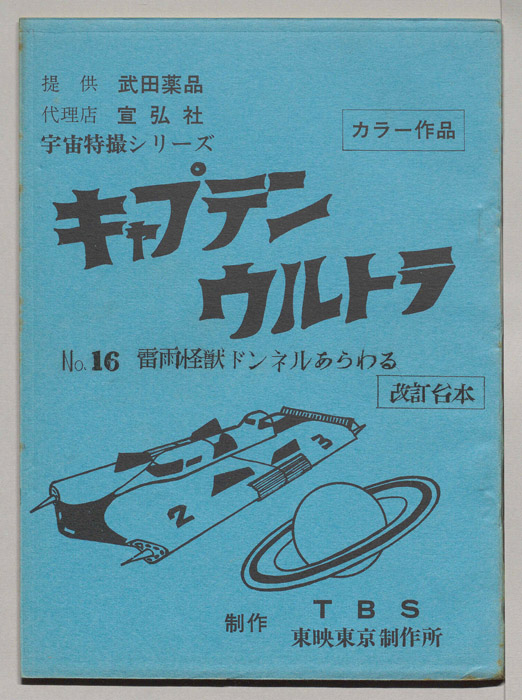 提供 武田薬品
代理店 宣弘社
宇宙特撮シリーズ
カラー作品
キャプテン
ウルトラ
No.16 雷雨怪獣ドンネルあらわる
改訂台本
2
3
制作 TBS
東映東京制作所